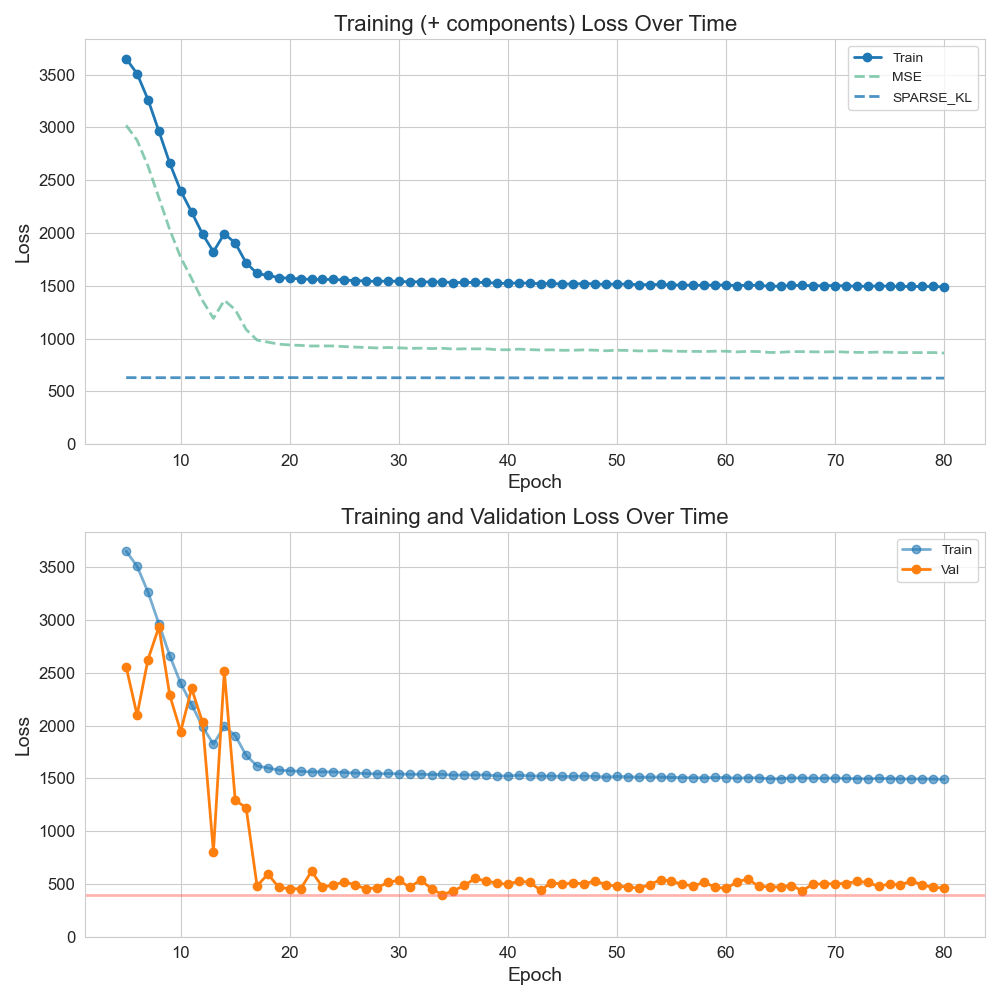 Training (+ components) Loss Over Time
Train
MSE
SPARSE_KL
Loss
3500
3000
2500
2000
1500
1000
500
0
10 20 30 40 50 60 70 80
Epoch
Training and Validation Loss Over Time
Train
Val
Loss
3500
3000
2500
2000
1500
1000
500
0
10 20 30 40 50 60 70 80
Epoch